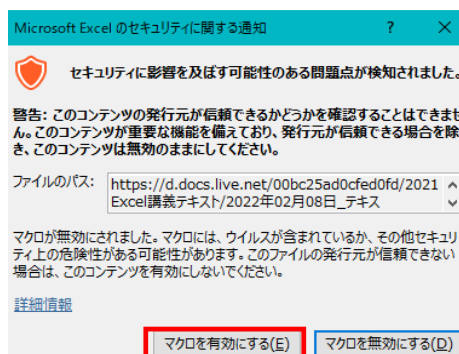 Microsoft Excel のセキュリティに関する通知 ? ×
セキュリティに影響を及ぼす可能性のある問題点が検知されました。
警告: このコンテンツの発行元が信頼できるかどうかを確認することはできませ
ん。このコンテンツが重要な機能を備えており、発行元が信頼できる場合を除
き、このコンテンツは無効のままにしてください。
ファイルのパス: https://d.docs.live.net/00bc25ad0cfed0fd/2021
Excel講義テキスト/2022年02月08日_テキス
マクロが無効にされました。マクロには、ウイルスが含まれているか、その他セキュリ
ティ上の危険性がある可能性があります。このファイルの発行元が信頼できない
場合は、このコンテンツを有効にしないでください。
詳細情報
マクロを有効にする(E) マクロを無効にする(D)